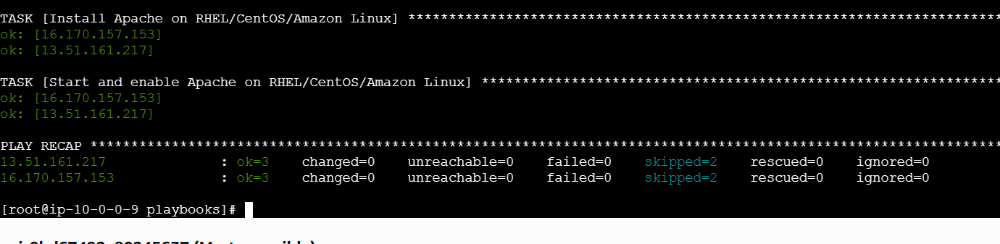 TASK [Install Apache on RHEL/CentOS/Amazon Linux] *************************************************************************
ok: [16.170.157.153]
ok: [13.51.161.217]
TASK [Start and enable Apache on RHEL/CentOS/Amazon Linux] ****************************************************************
ok: [16.170.157.153]
ok: [13.51.161.217]
PLAY RECAP ****************************************************************************************************************
13.51.161.217 : ok=3 changed=0 unreachable=0 failed=0 skipped=2 rescued=0 ignored=0
16.170.157.153 : ok=3 changed=0 unreachable=0 failed=0 skipped=2 rescued=0 ignored=0
[root@ip-10-0-0-9 playbooks]#